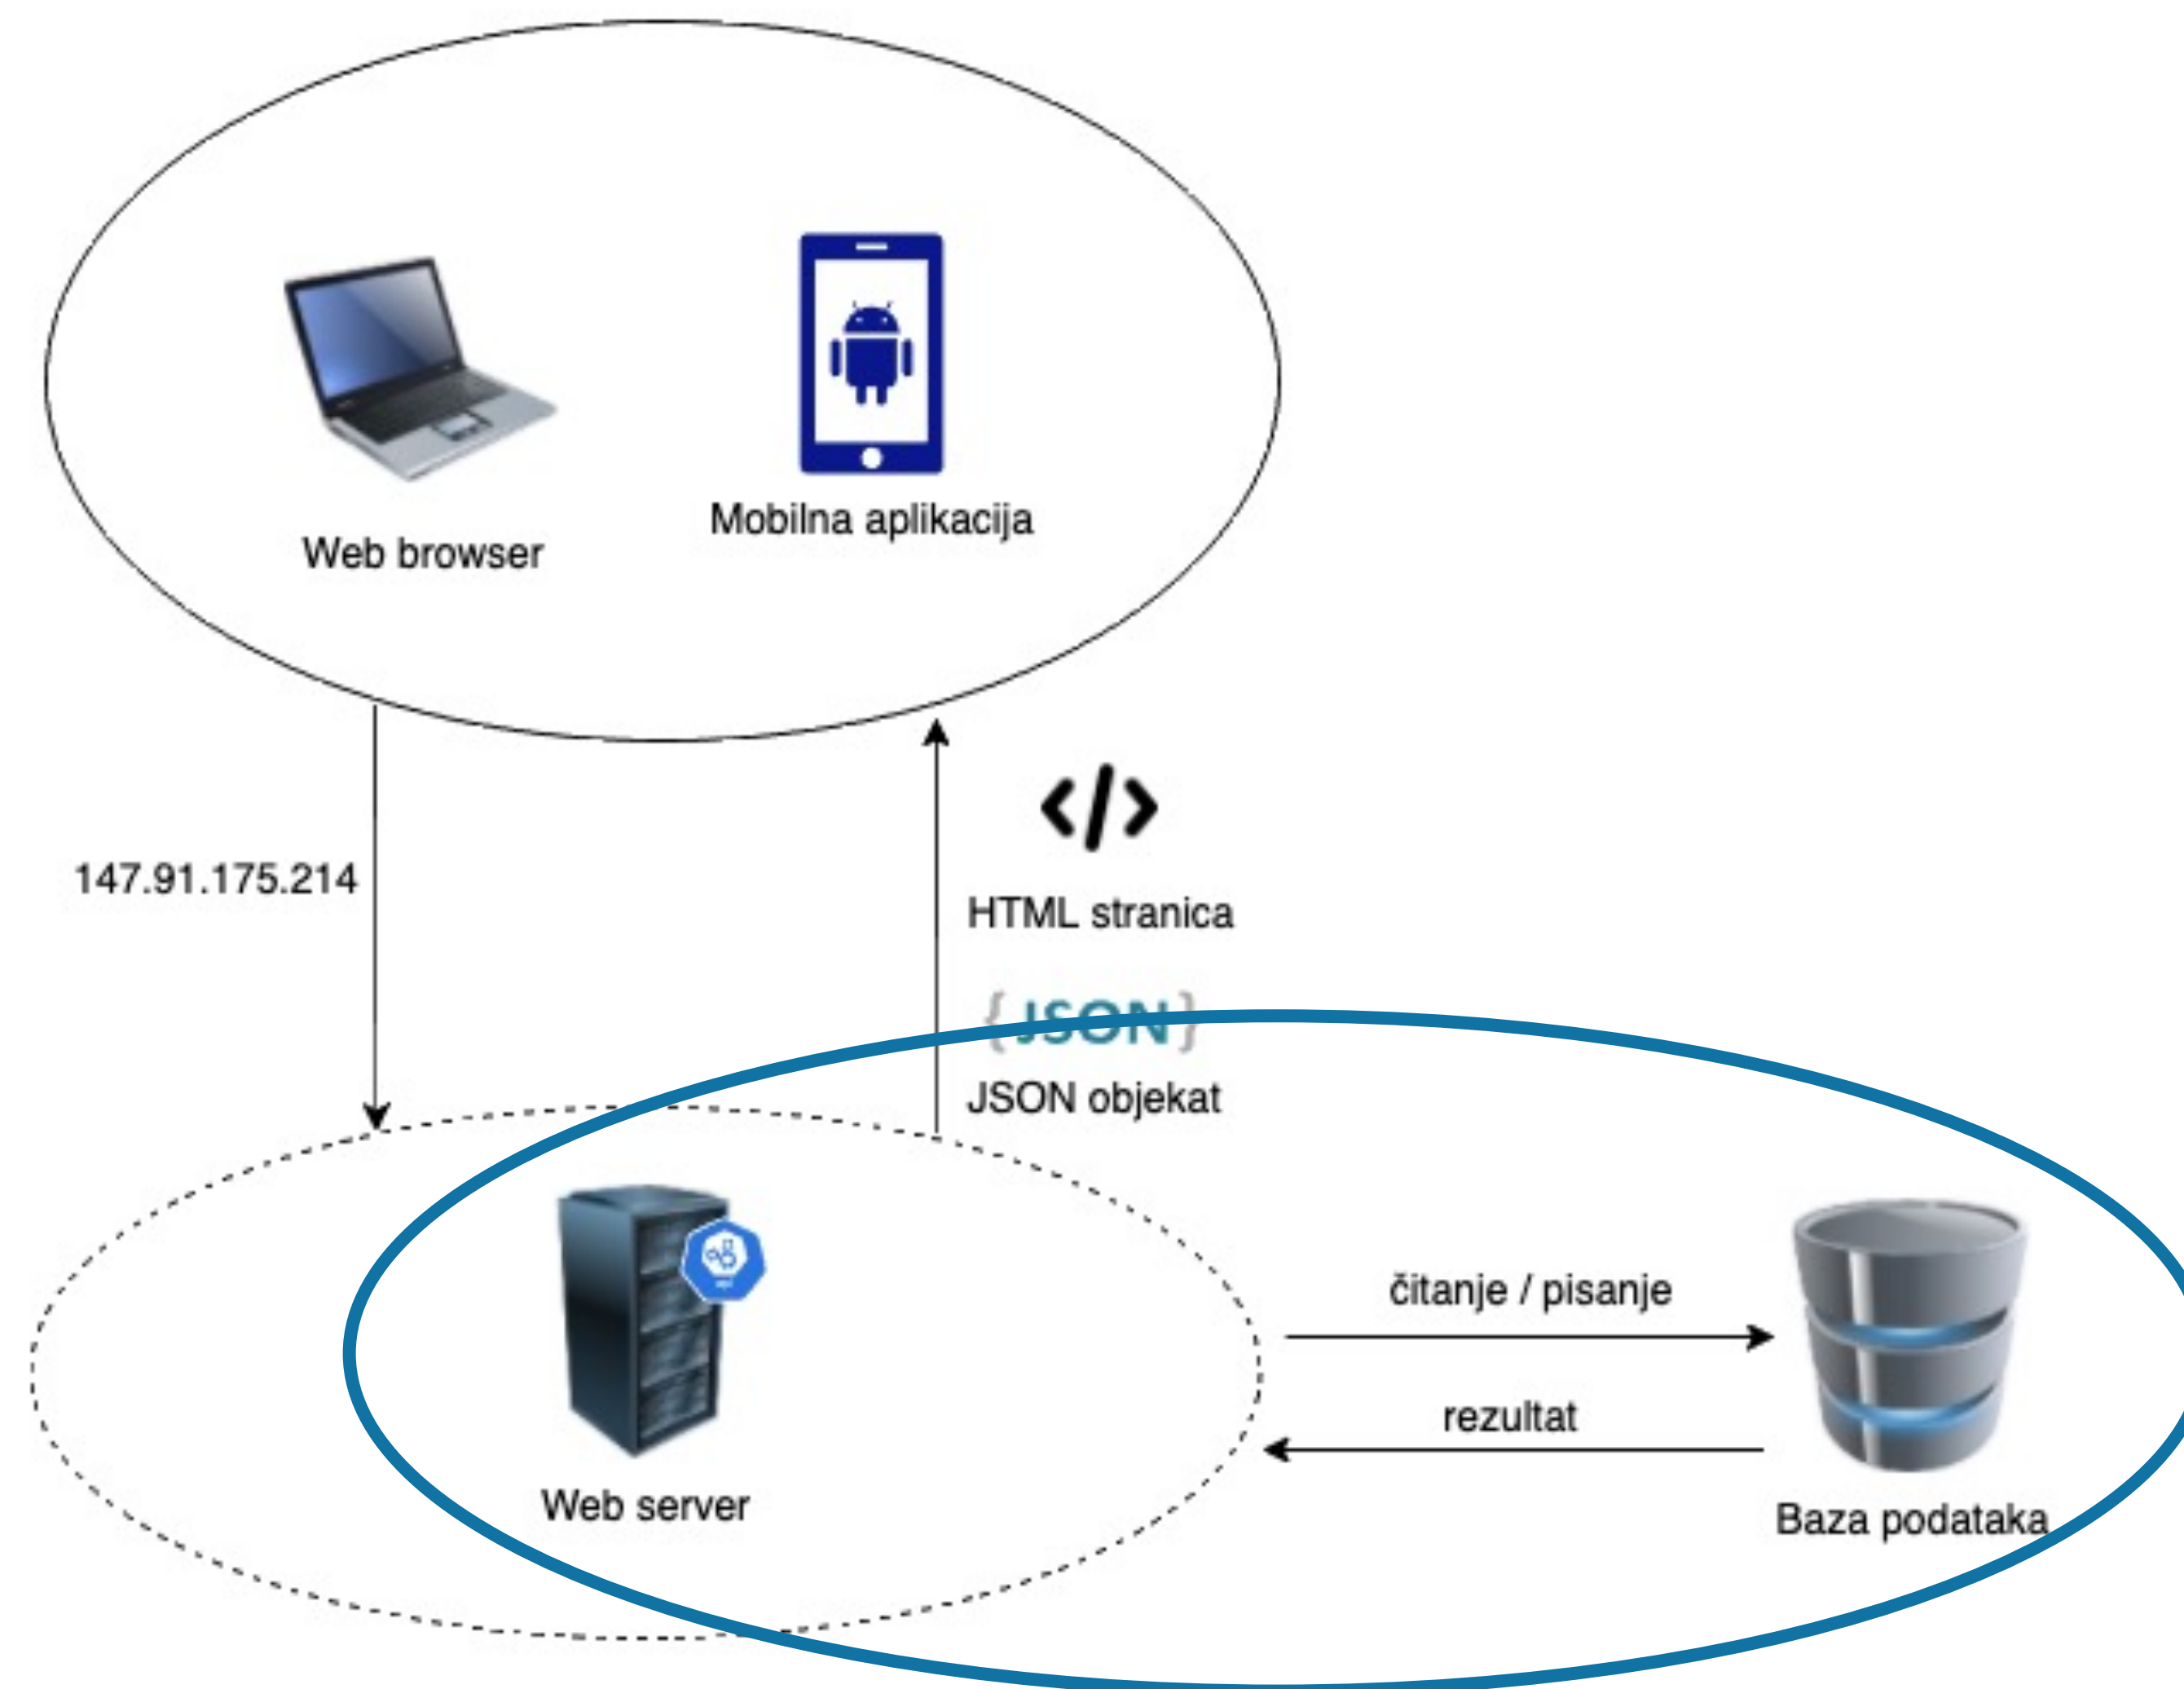 Web browser
Mobilna aplikacija
147.91.175.214
</>
HTML stranica
{JSON}
JSON objekat
Web server
čitanje / pisanje
rezultat
Baza podataka